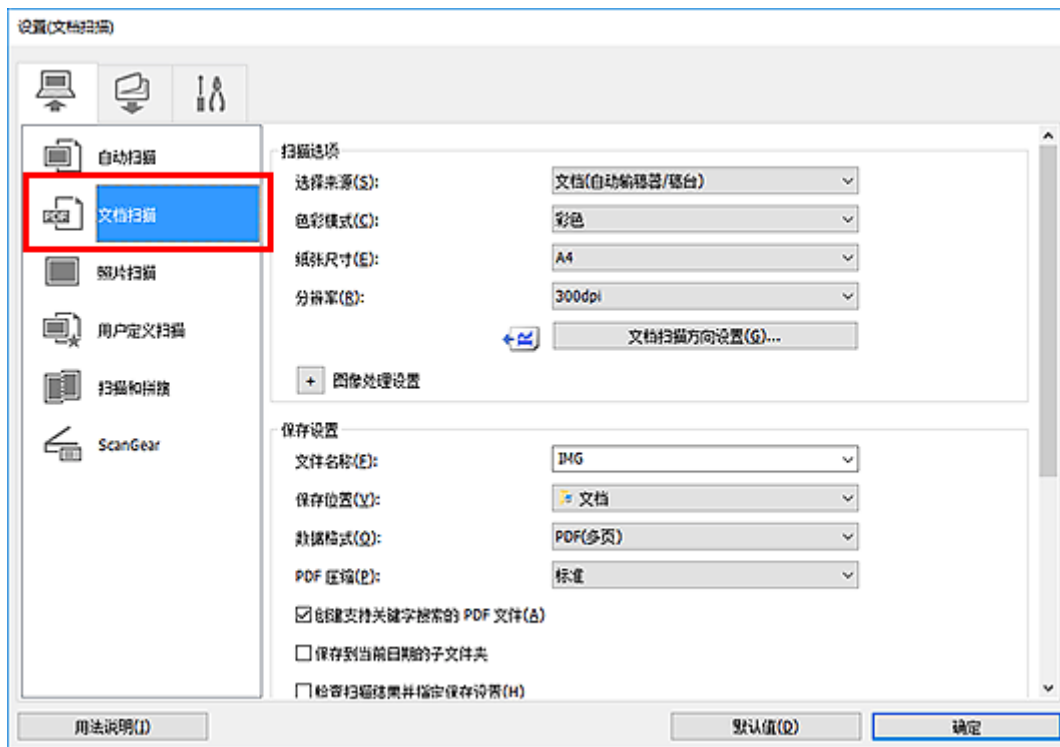 设置(文档扫描)
自动扫描
PDF
文档扫描
照片扫描
用户定义扫描
扫描和拼接
ScanGear
扫描选项
选择来源(S): 文档(自动输稿器/稿台)
色彩模式(C): 彩色
纸张尺寸(E): A4
分辨率(R): 300dpi
文档扫描方向设置(G)...
+ 图像处理设置
保存设置
文件名称(F): IMG
保存位置(V): 文档
数据格式(O): PDF(多页)
PDF 压缩(P): 标准
创建支持关键字搜索的 PDF 文件(A)
保存到当前日期的子文件夹
检查扫描结果并指定保存设置(H)
用法说明(I) 默认值(D) 确定